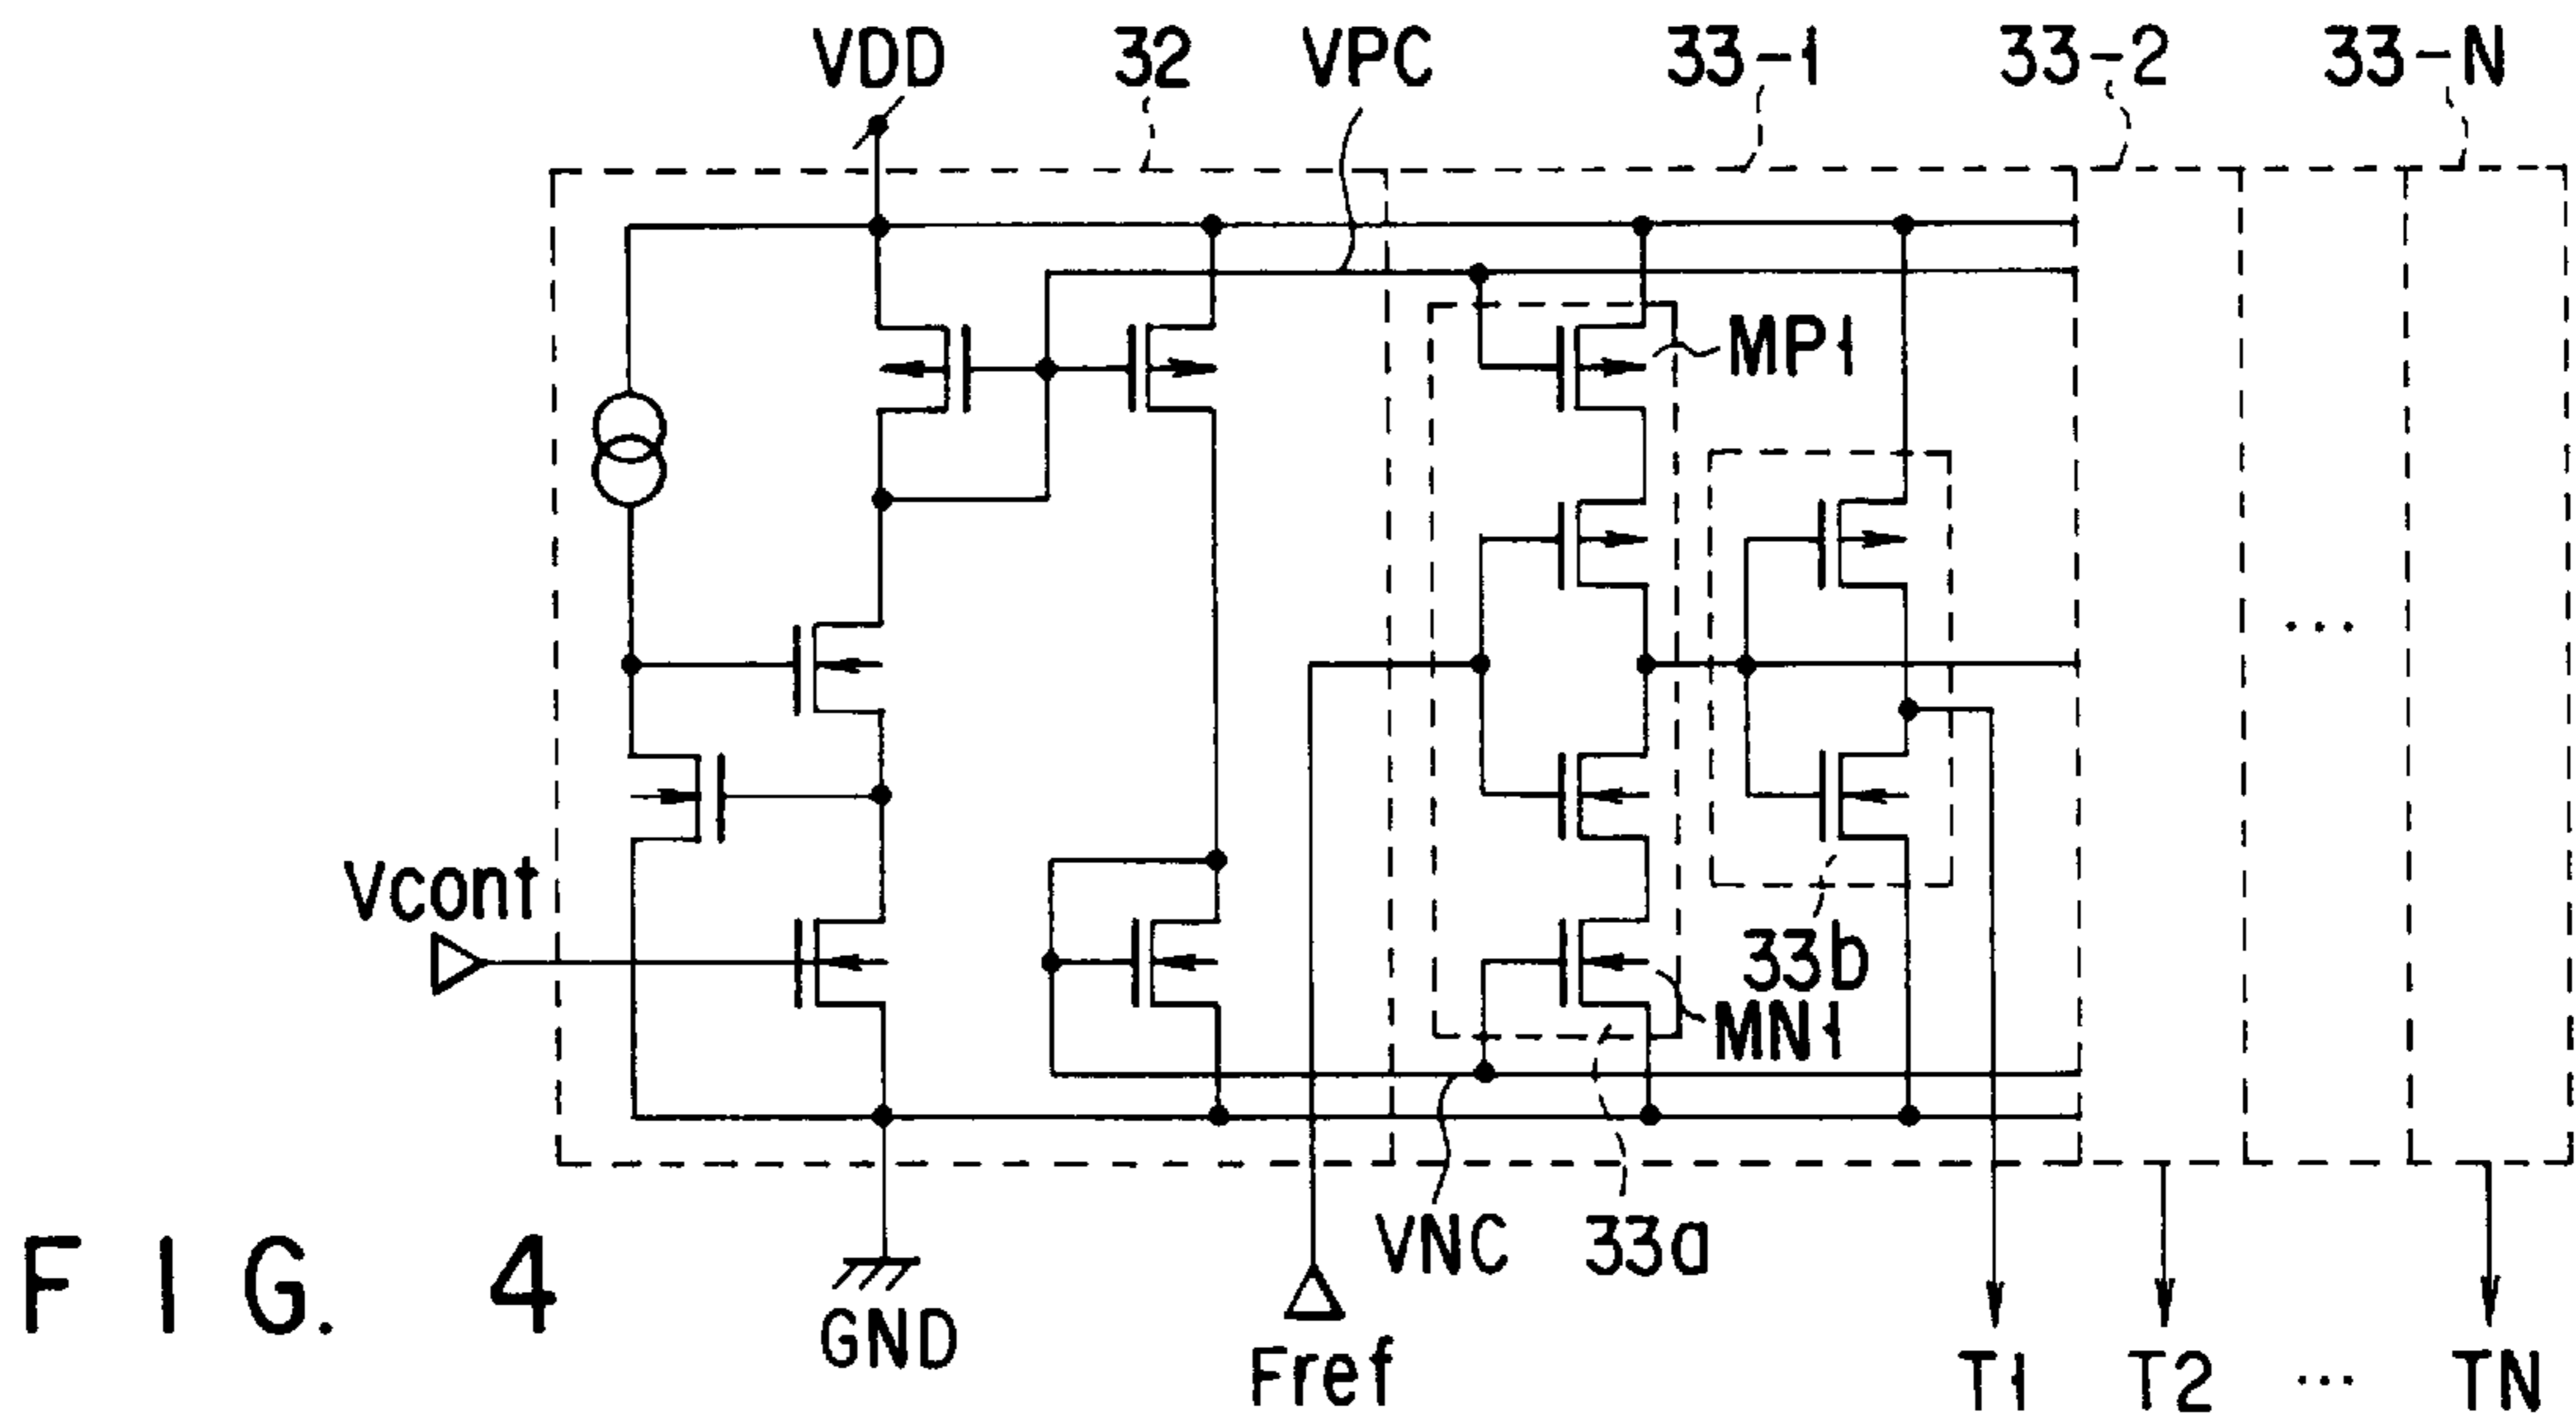 VDD 32 VPC 33-1 33-2 33-N
MP1
...
Vcont
33b
MN1
VNC 33a
FIG. 4
GND
Fref
T1 T2 ... TN